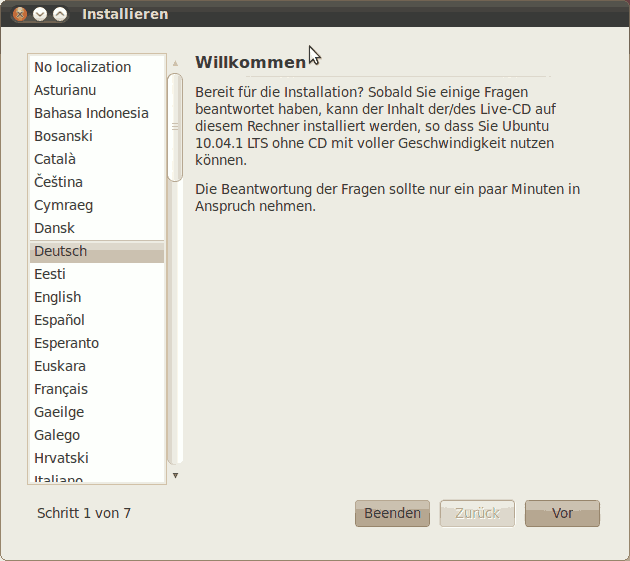 Installieren
No localization
Asturianu
Bahasa Indonesia
Bosanski
Català
Čeština
Cymraeg
Dansk
Deutsch
Eesti
English
Español
Esperanto
Euskara
Français
Gaeilge
Galego
Hrvatski
Italiano
Willkommen
Bereit für die Installation? Sobald Sie einige Fragen
beantwortet haben, kann der Inhalt der/des Live-CD auf
diesem Rechner installiert werden, so dass Sie Ubuntu
10.04.1 LTS ohne CD mit voller Geschwindigkeit nutzen
können.
Die Beantwortung der Fragen sollte nur ein paar Minuten in
Anspruch nehmen.
Schritt 1 von 7
Beenden
Zurück
Vor